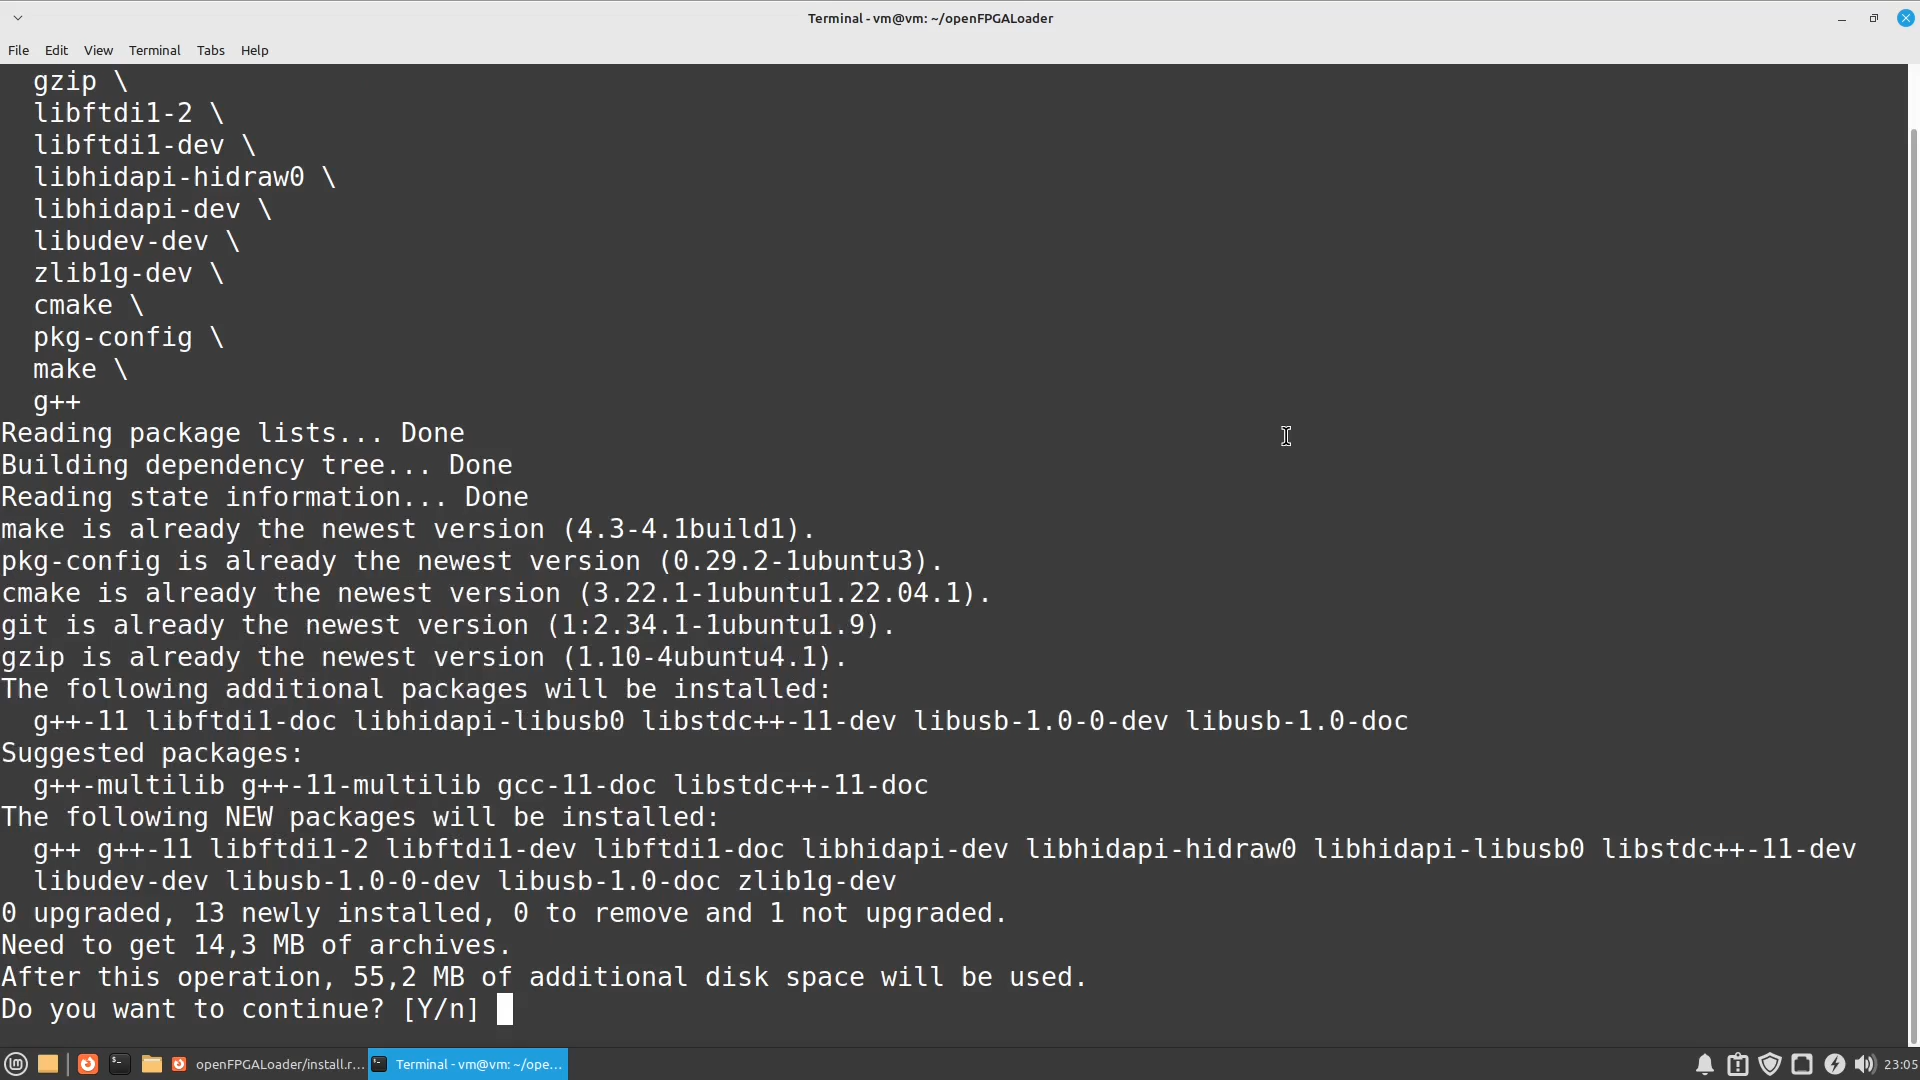 Terminal - vm@vm: ~/openFPGALoader
File Edit View Terminal Tabs Help
gzip \
libftdi1-2 \
libftdi1-dev \
libhidapi-hidraw0 \
libhidapi-dev \
libudev-dev \
zlib1g-dev \
cmake \
pkg-config \
make \
g++
Reading package lists... Done
Building dependency tree... Done
Reading state information... Done
make is already the newest version (4.3-4.1build1).
pkg-config is already the newest version (0.29.2-1ubuntu3).
cmake is already the newest version (3.22.1-1ubuntu1.22.04.1).
git is already the newest version (1:2.34.1-1ubuntu1.9).
gzip is already the newest version (1.10-4ubuntu4.1).
The following additional packages will be installed:
g++-11 libftdi1-doc libhidapi-libusb0 libstdc++-11-dev libusb-1.0-0-dev libusb-1.0-doc
Suggested packages:
g++-multilib g++-11-multilib gcc-11-doc libstdc++-11-doc
The following NEW packages will be installed:
g++ g++-11 libftdi1-2 libftdi1-dev libftdi1-doc libhidapi-dev libhidapi-hidraw0 libhidapi-libusb0 libstdc++-11-dev
libudev-dev libusb-1.0-0-dev libusb-1.0-doc zlib1g-dev
0 upgraded, 13 newly installed, 0 to remove and 1 not upgraded.
Need to get 14,3 MB of archives.
After this operation, 55,2 MB of additional disk space will be used.
Do you want to continue? [Y/n]
openFPGALoader/install.r... Terminal - vm@vm: ~/ope... 23:05